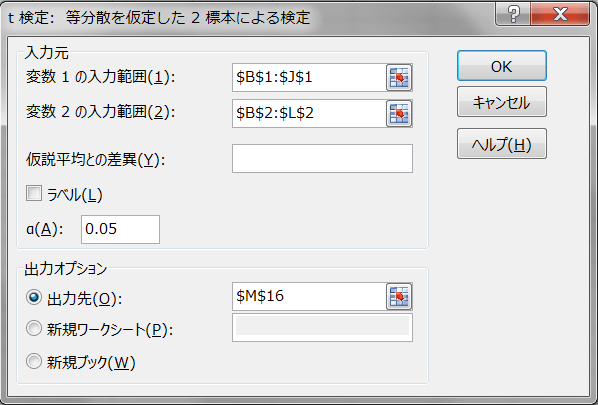 t 検定: 等分散を仮定した 2 標本による検定
?
入力元
変数 1 の入力範囲(1): $B$1:$J$1
変数 2 の入力範囲(2): $B$2:$L$2
仮説平均との差異(Y):
ラベル(L)
α(A): 0.05
OK
キャンセル
ヘルプ(H)
出力オプション
出力先(O): $M$16
新規ワークシート(P):
新規ブック(W)